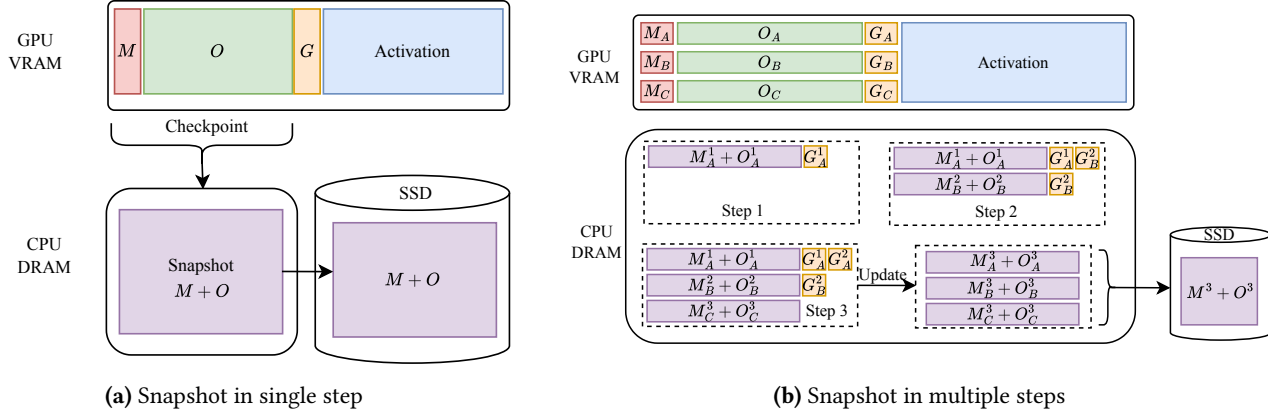 GPU
VRAM
M
O
G
Activation
Checkpoint
CPU
DRAM
Snapshot
M + O
SSD
M + O
(a) Snapshot in single step
GPU
VRAM
M_A O_A G_A
M_B O_B G_B
M_C O_C G_C
Activation
CPU
DRAM
M_A^1 + O_A^1 G_A^1
Step 1
M_A^1 + O_A^1 G_A^1 G_B^2
M_B^2 + O_B^2 G_B^2
Step 2
M_A^1 + O_A^1 G_A^1 G_A^2
M_B^2 + O_B^2 G_B^2
M_C^3 + O_C^3 Step 3
Update
M_A^3 + O_A^3
M_B^3 + O_B^3
M_C^3 + O_C^3
SSD
M^3 + O^3
(b) Snapshot in multiple steps